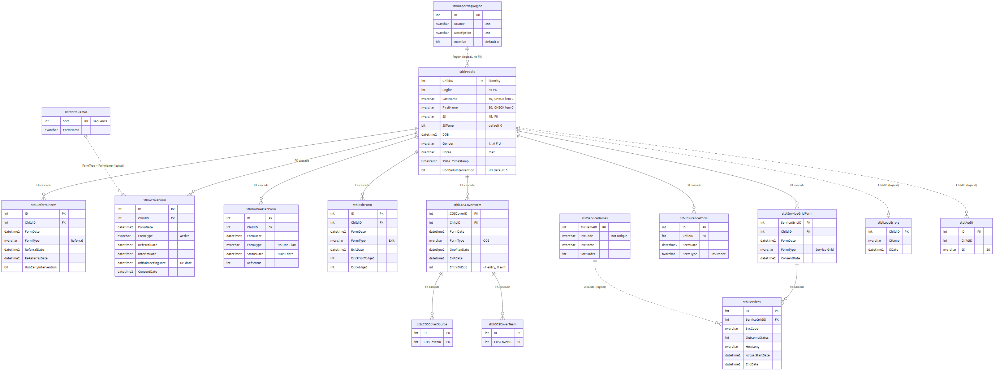 stblReportingRegion
int ID PK
nvarchar RName 255
nvarchar Description 255
bit Inactive default 0
Region (logical, no FK)
stblPeople
int ChildID PK identity
int Region no FK
nvarchar LastName 50, CHECK len>0
nvarchar FirstName 50, CHECK len>0
nvarchar SS 15, PII
bit SSTemp default 0
datetime2 DOB
nvarchar Gender 1: M F U
nvarchar Notes max
timestamp SSMA_TimeStamp
bit NonEarlyIntervention NN default 0
slstFormNames
int Sort PK sequence
nvarchar FormName
FormType = FormName (logical)
FK cascade
FK cascade
FK cascade
FK cascade
FK cascade
FK cascade
FK cascade
ChildID (logical)
ChildID (logical)
stblReferralForm
int ID PK
int ChildID FK
datetime2 FormDate
nvarchar FormType Referral
datetime2 ReferralDate
datetime2 ReReferralDate
bit NonEarlyIntervention
stblActiveForm
int ID PK
int ChildID FK
datetime2 FormDate
nvarchar FormType Active
datetime2 ReferralDate
datetime2 InterimDate
datetime2 InitialMeetingDate OP date
datetime2 ConsentDate
stblNoOnePlanForm
int ID PK
int ChildID FK
datetime2 FormDate
nvarchar FormType No One Plan
datetime2 StatusDate NOPR date
int RefStatus
stblExitForm
int ID PK
int ChildID FK
datetime2 FormDate
nvarchar FormType Exit
datetime2 ExitDate
int ExitPriorToAge3
int ExitAtAge3
stblCOSCoverForm
int COSCoverID PK
int ChildID FK
datetime2 FormDate
nvarchar FormType COS
datetime2 OnePlanDate
datetime2 ExitDate
int EntryOrExit -1 entry, 0 exit
slstServiceNames
int SvcNameID PK
nvarchar SvcCode not unique
nvarchar SvcName
int SortOrder
stblInsuranceForm
int ID PK
int ChildID FK
datetime2 FormDate
nvarchar FormType Insurance
stblServiceGridForm
int ServiceGridID PK
int ChildID FK
datetime2 FormDate
nvarchar FormType Service Grid
datetime2 ConsentDate
stblLoopErrors
int ChildID PK
nvarchar CName
datetime2 QDate
stblAudit
int ID PK
int ChildID
nvarchar SS 20
FK cascade
FK cascade
SvcCode (logical)
FK cascade
stblCOSCoverSource
int ID PK
int COSCoverID FK
stblCOSCoverTeam
int ID PK
int COSCoverID FK
stblServices
int ID PK
int ServiceGridID FK
nvarchar SvcCode
int OutcomeStatus
nvarchar HowLong
datetime2 ActualStartDate
datetime2 EndDate